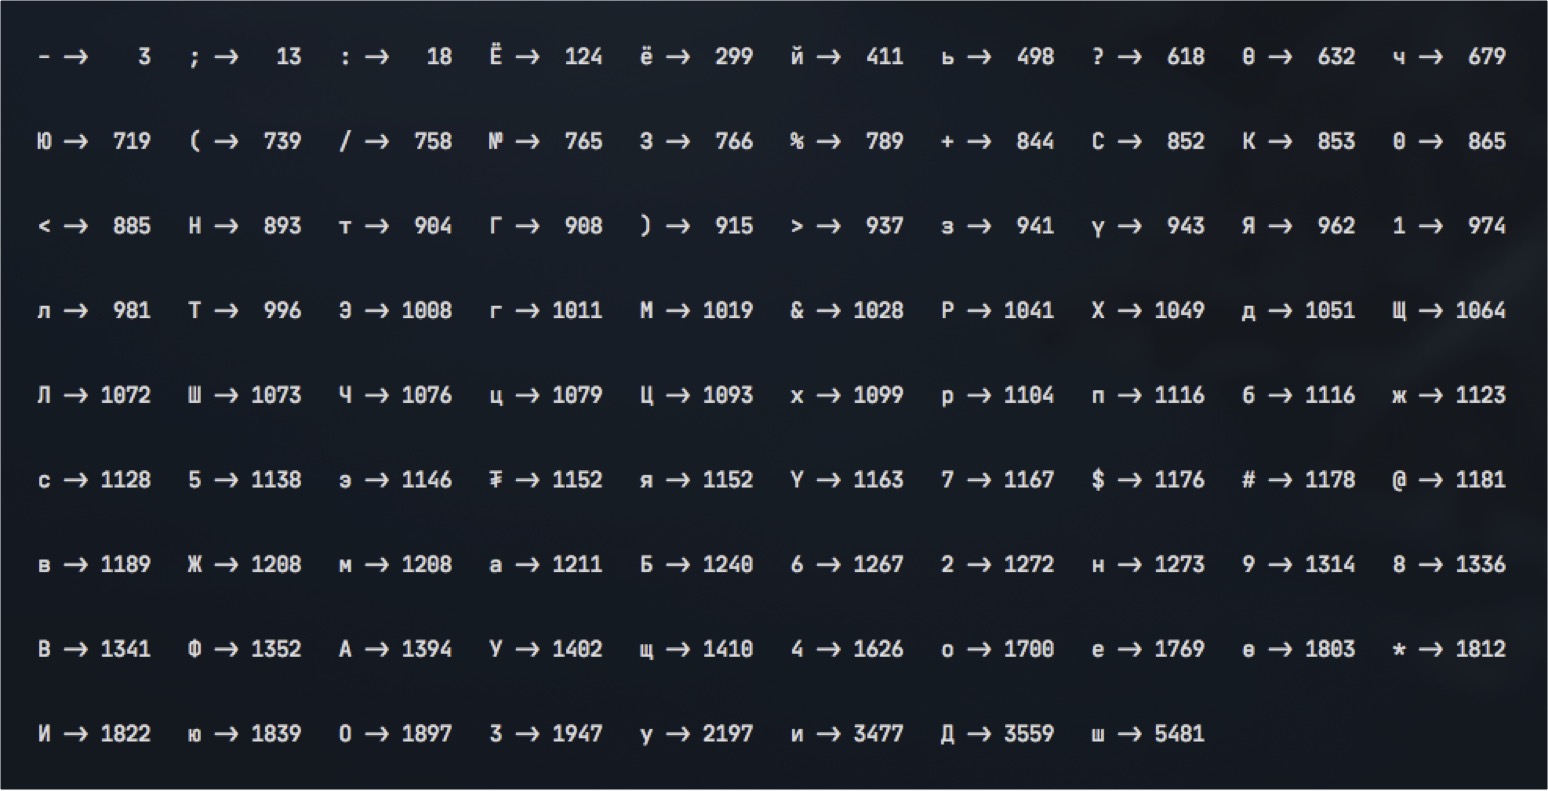 - → 3 ; → 13 : → 18 Ё → 124 ё → 299 й → 411 ь → 498 ? → 618 Ө → 632 ч → 679
Ю → 719 ( → 739 / → 758 № → 765 З → 766 % → 789 + → 844 С → 852 К → 853 0 → 865
< → 885 Н → 893 т → 904 Г → 908 ) → 915 > → 937 з → 941 ү → 943 Я → 962 1 → 974
л → 981 Т → 996 Э → 1008 г → 1011 М → 1019 & → 1028 Р → 1041 Х → 1049 д → 1051 Щ → 1064
Л → 1072 Ш → 1073 Ч → 1076 ц → 1079 Ц → 1093 х → 1099 р → 1104 п → 1116 б → 1116 ж → 1123
с → 1128 5 → 1138 э → 1146 ₮ → 1152 я → 1152 Ү → 1163 7 → 1167 $ → 1176 # → 1178 @ → 1181
в → 1189 Ж → 1208 м → 1208 а → 1211 Б → 1240 6 → 1267 2 → 1272 н → 1273 9 → 1314 8 → 1336
В → 1341 Ф → 1352 А → 1394 У → 1402 щ → 1410 4 → 1626 о → 1700 е → 1769 ө → 1803 * → 1812
И → 1822 ю → 1839 О → 1897 3 → 1947 у → 2197 и → 3477 Д → 3559 ш → 5481